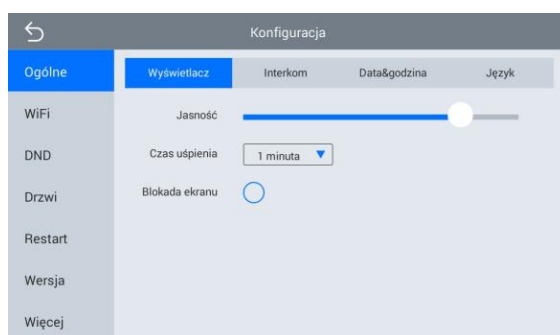 Konfiguracja
Ogólne
WiFi
DND
Drzwi
Restart
Wersja
Więcej
Wyświetlacz Interkom Data&godzina Język
Jasność
Czas uśpienia 1 minuta
Blokada ekranu